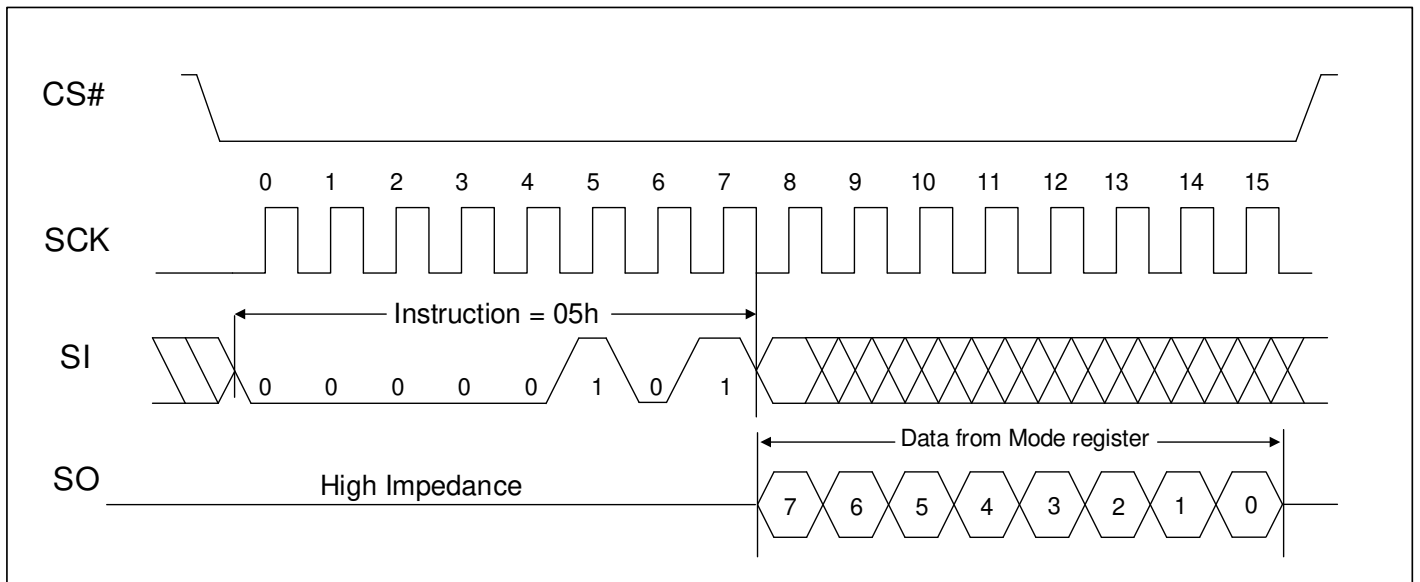 CS#
0 1 2 3 4 5 6 7 8 9 10 11 12 13 14 15
SCK
Instruction = 05h
SI
0 0 0 0 0 1 0 1
Data from Mode register
SO
High Impedance
7 6 5 4 3 2 1 0